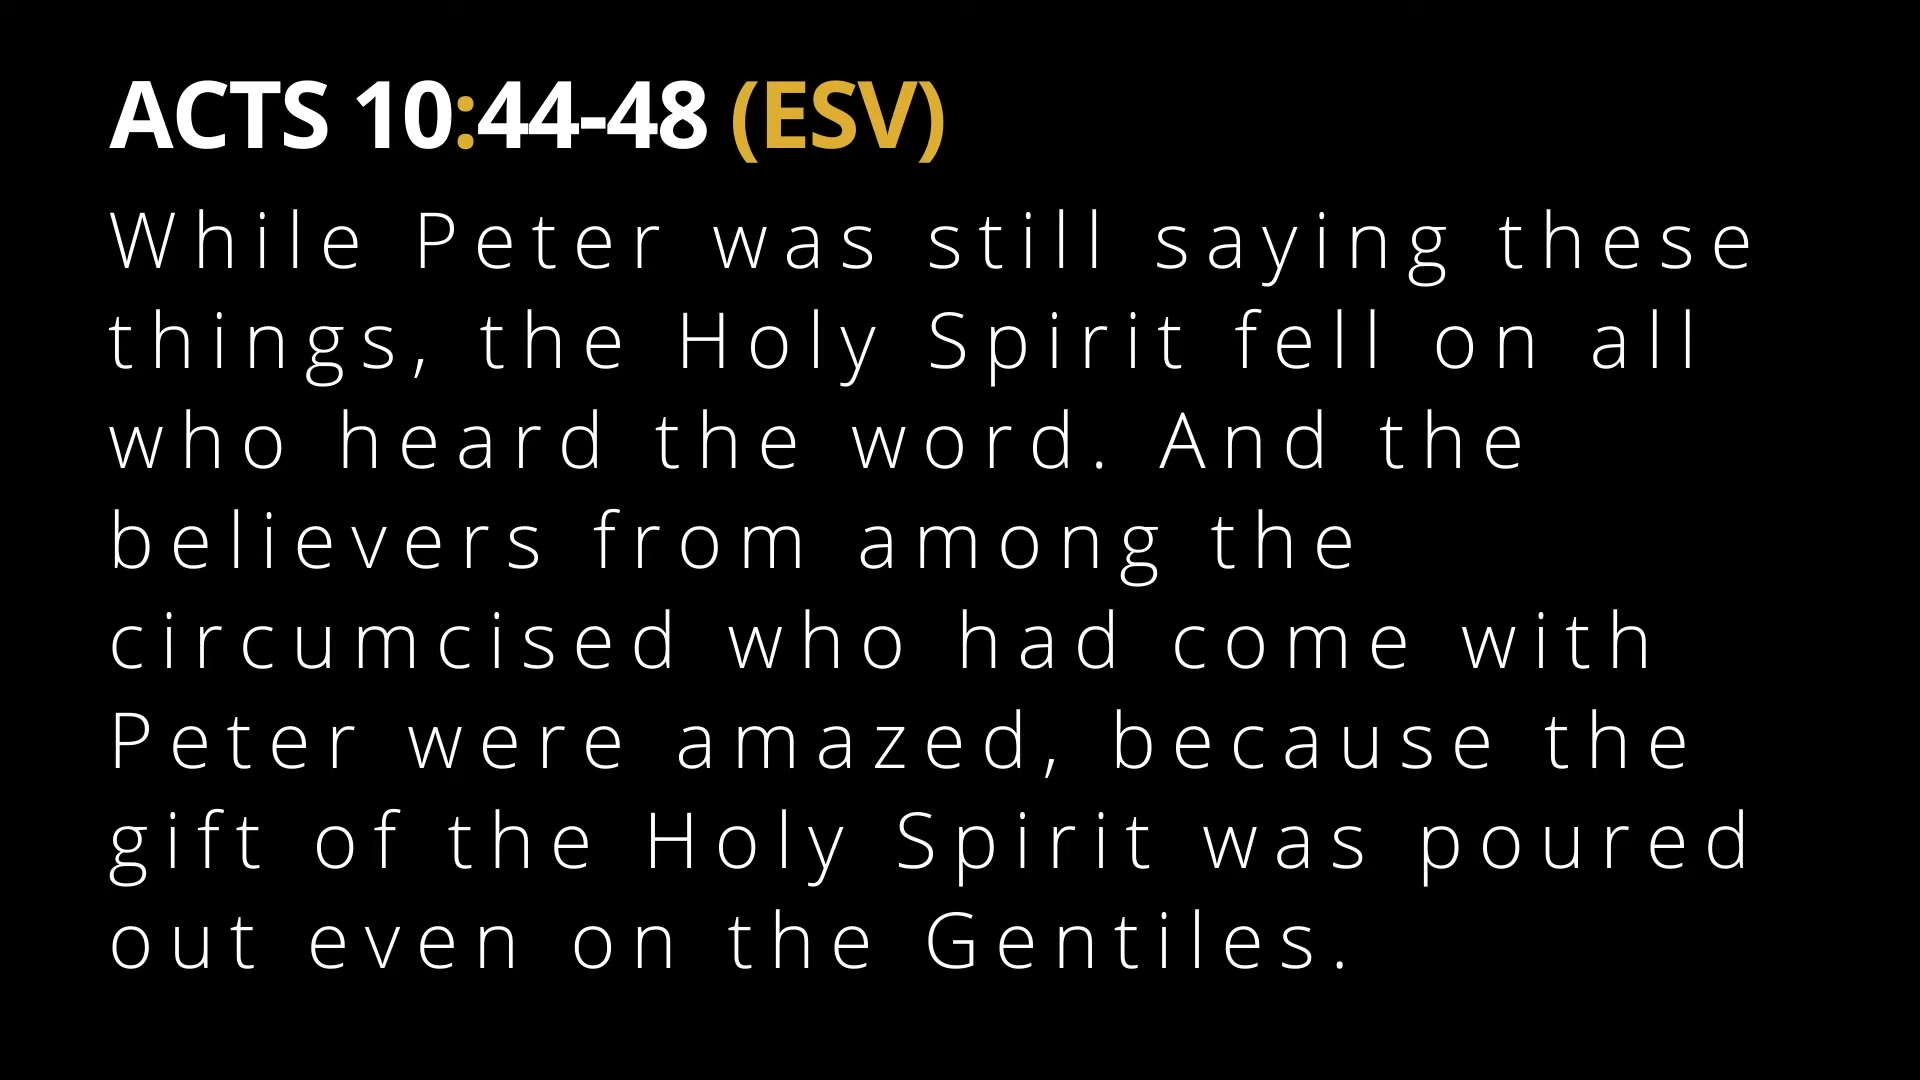 ACTS 10:44-48 (ESV)
While Peter was still saying these
things, the Holy Spirit fell on all
who heard the word. And the
believers from among the
circumcised who had come with
Peter were amazed, because the
gift of the Holy Spirit was poured
out even on the Gentiles.